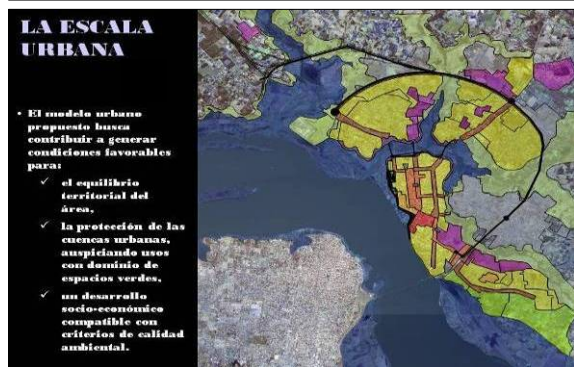 LA ESCALA
URBANA
• El modelo urbano
propuesto busca
contribuir a generar
condiciones favorables
para:
✓ el equilibrio
territorial del
área,
✓ la protección de las
cuencas urbanas,
auspiciando usos
con dominio de
espacios verdes,
✓ un desarrollo
socio-económico
compatible con
criterios de calidad
ambiental.